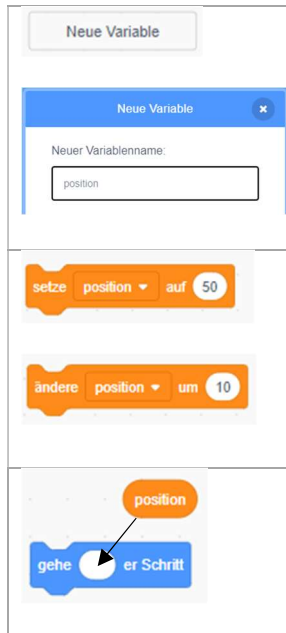 Neue Variable
Neue Variable
Neuer Variablenname:
position
setze position auf 50
ändere position um 10
position
gehe er Schritt